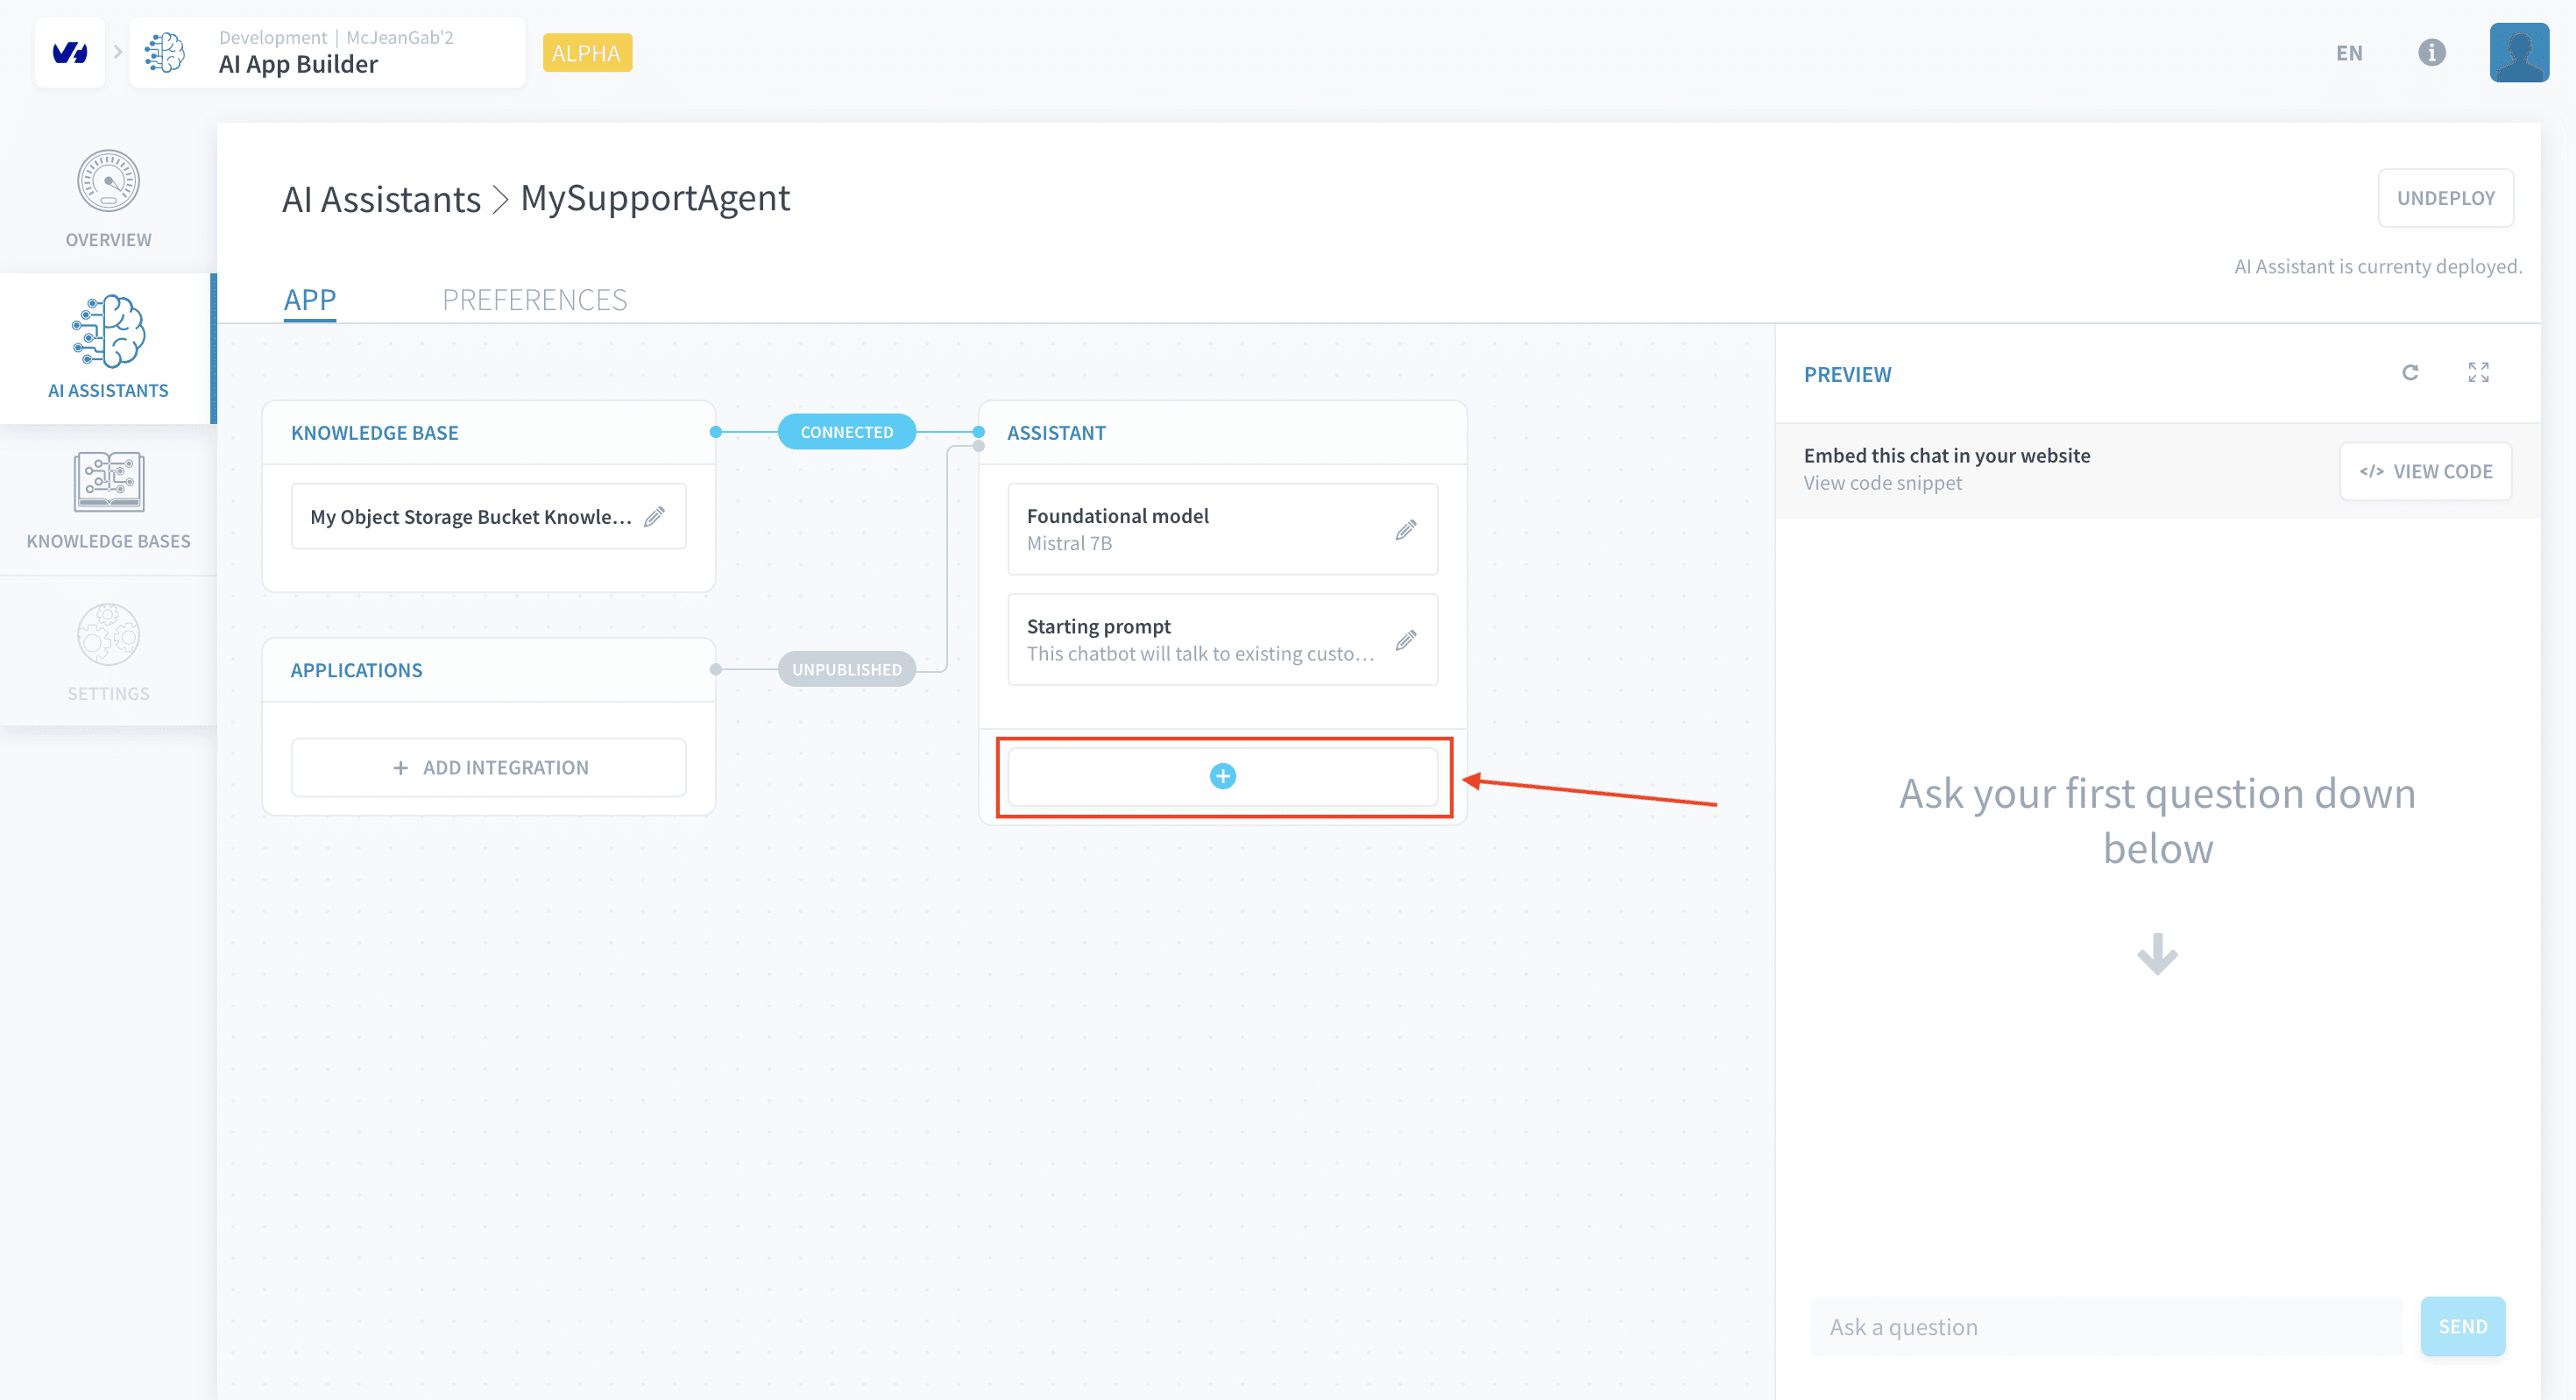 Development | McJeanGab'2
AI App Builder
ALPHA
EN
OVERVIEW
AI ASSISTANTS
KNOWLEDGE BASES
SETTINGS
AI Assistants > MySupportAgent
UNDEPLOY
AI Assistant is currenty deployed.
APP
PREFERENCES
KNOWLEDGE BASE
My Object Storage Bucket Knowle...
CONNECTED
APPLICATIONS
+ ADD INTEGRATION
UNPUBLISHED
ASSISTANT
Foundational model
Mistral 7B
Starting prompt
This chatbot will talk to existing custo...
PREVIEW
Embed this chat in your website
View code snippet
</> VIEW CODE
Ask your first question down
below
Ask a question
SEND